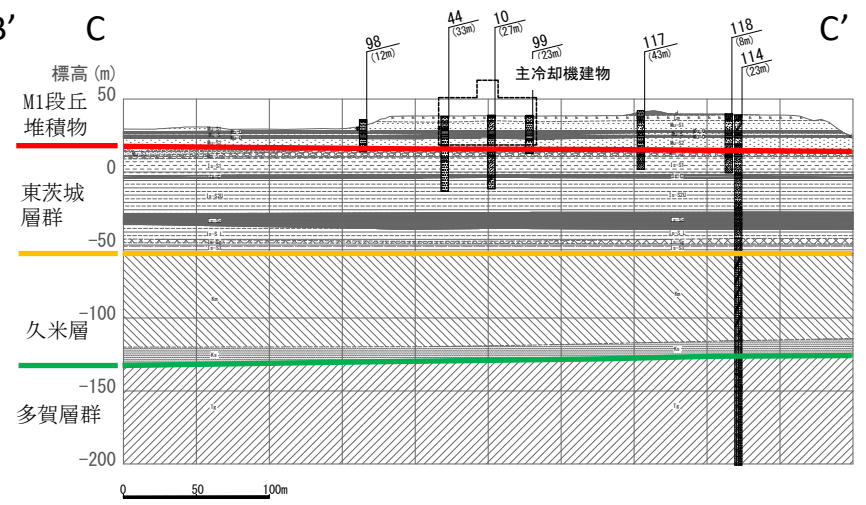 B’
C
C’
98
(12m)
44
(33m)
10
(27m)
99
(23m)
117
(43m)
118
(8m)
114
(23m)
主冷却機建物
標高 (m)
50
M1段丘
堆積物
0
東茨城
層群
-50
-100
久米層
-150
多賀層群
-200
0 50 100m